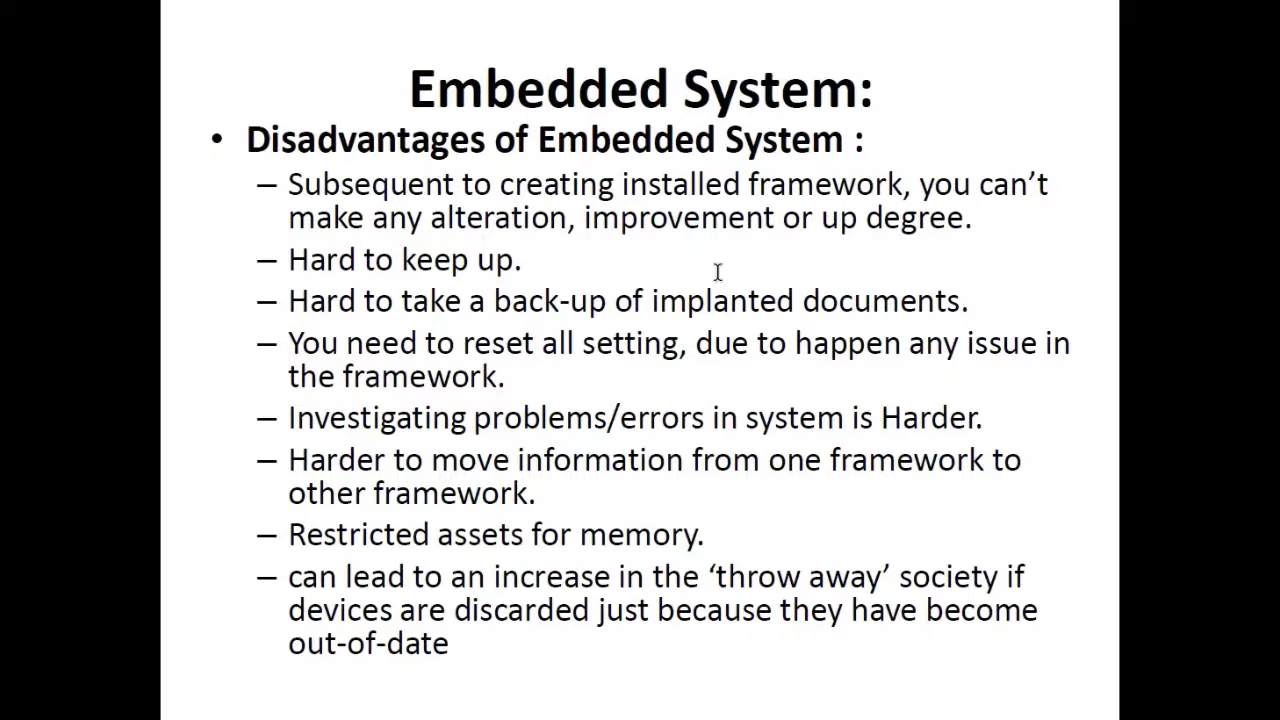 Embedded System:
• Disadvantages of Embedded System :
– Subsequent to creating installed framework, you can’t
make any alteration, improvement or up degree.
– Hard to keep up.
– Hard to take a back-up of implanted documents.
– You need to reset all setting, due to happen any issue in
the framework.
– Investigating problems/errors in system is Harder.
– Harder to move information from one framework to
other framework.
– Restricted assets for memory.
– can lead to an increase in the ‘throw away’ society if
devices are discarded just because they have become
out-of-date